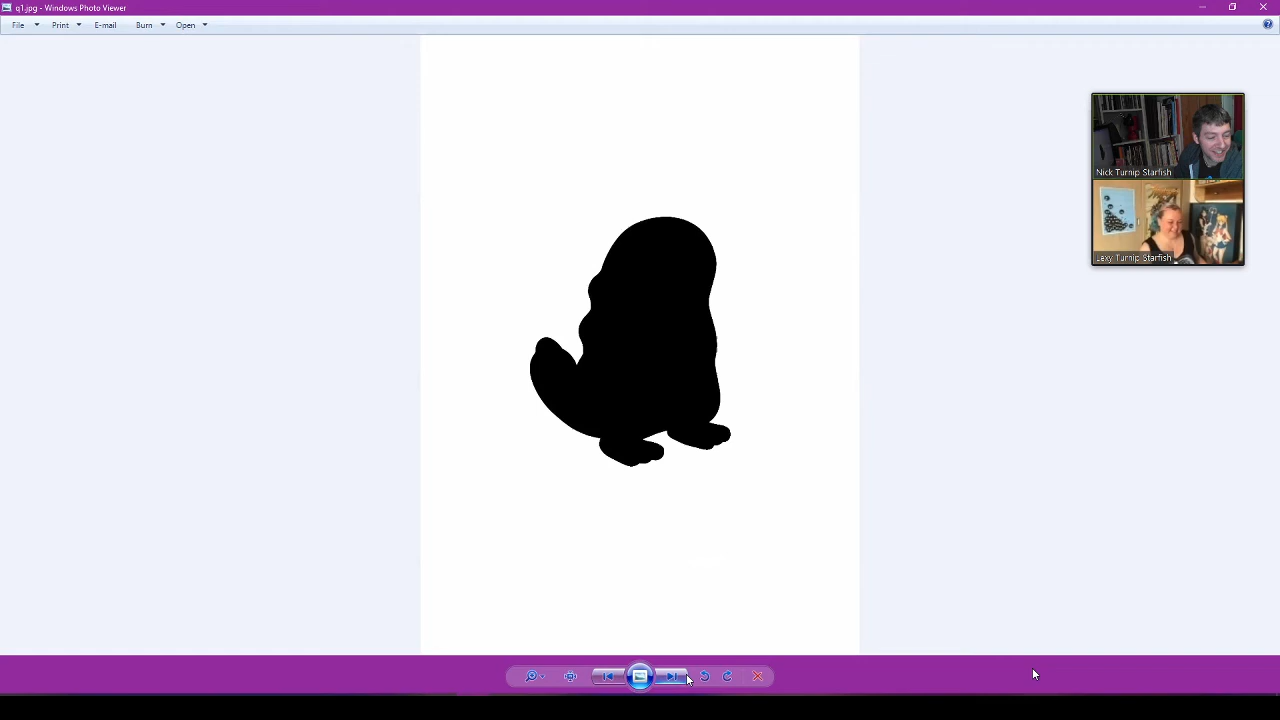 q1.jpg - Windows Photo Viewer
File Print E-mail Burn Open
Nick Turnip Starfish
Lexy Turnip Starfish